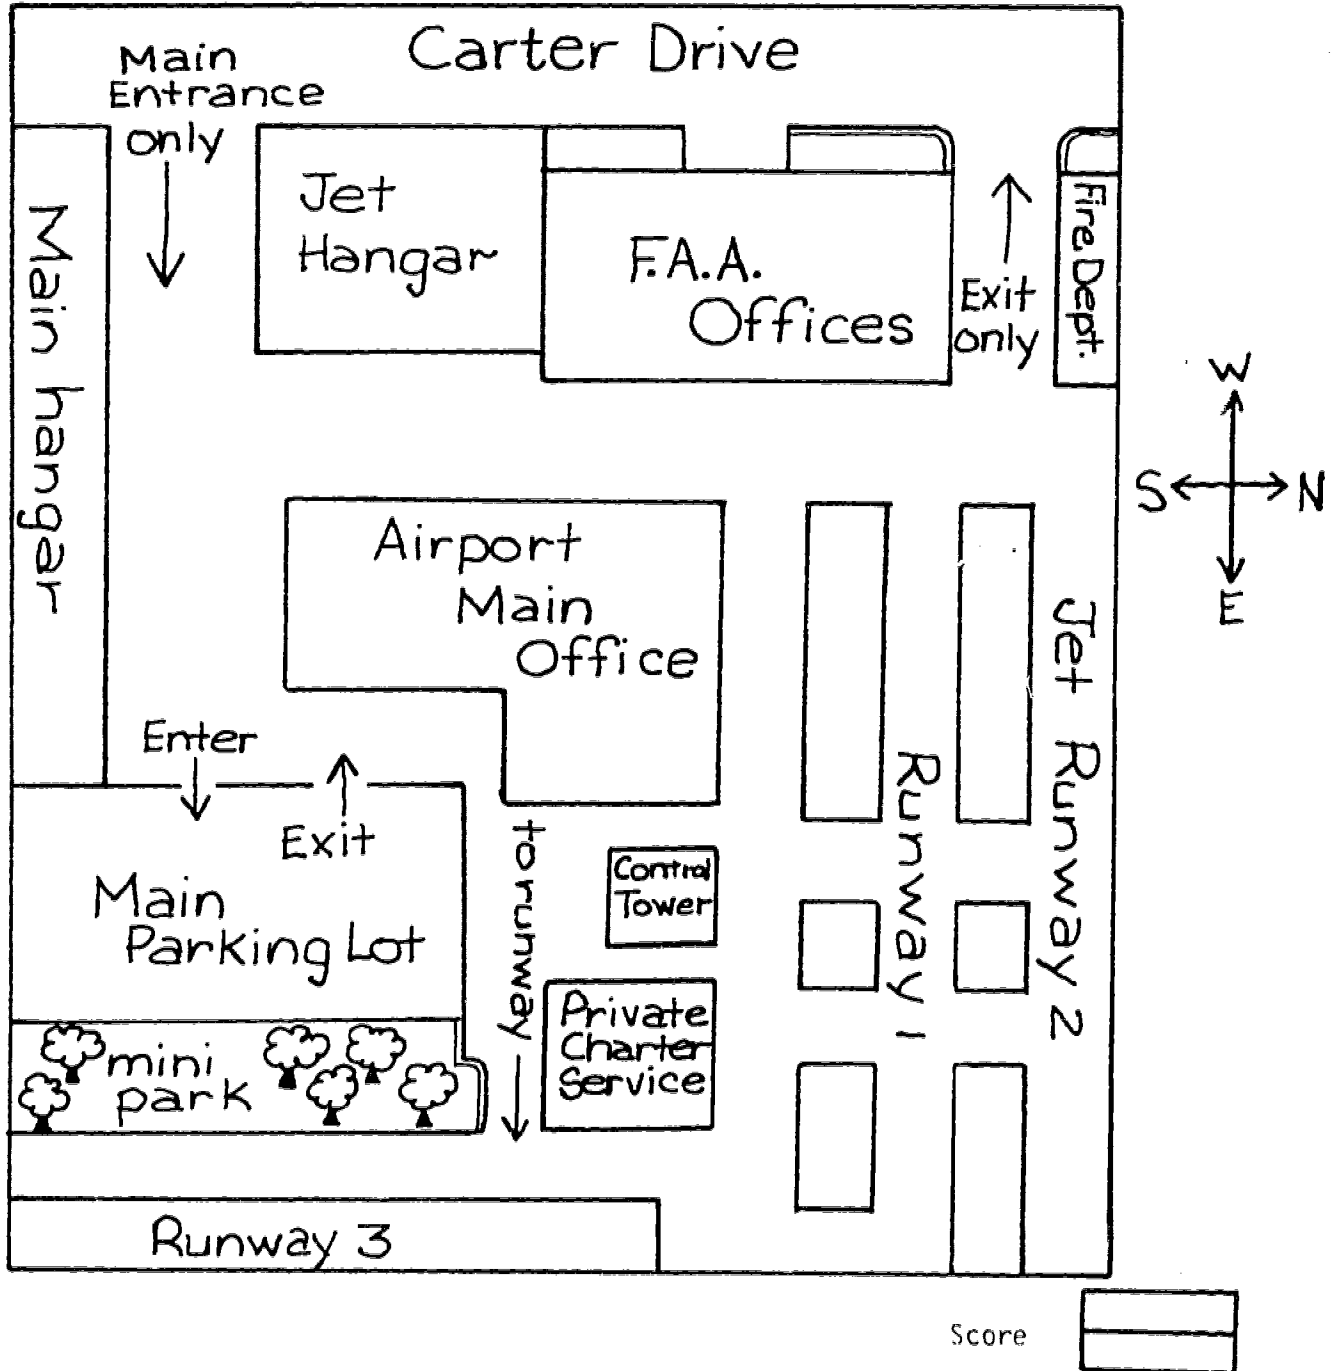 Carter Drive
Main
Entrance
only
Jet
Hangar
F.A.A.
Offices
Exit
only
Fire Dept.
Main hangar
W
S
N
E
Airport
Main
Office
Jet Runway 2
Runway 1
Enter
Exit
to runway
Control
Tower
Main
Parking Lot
Private
Charter
Service
mini
park
Runway 3
Score